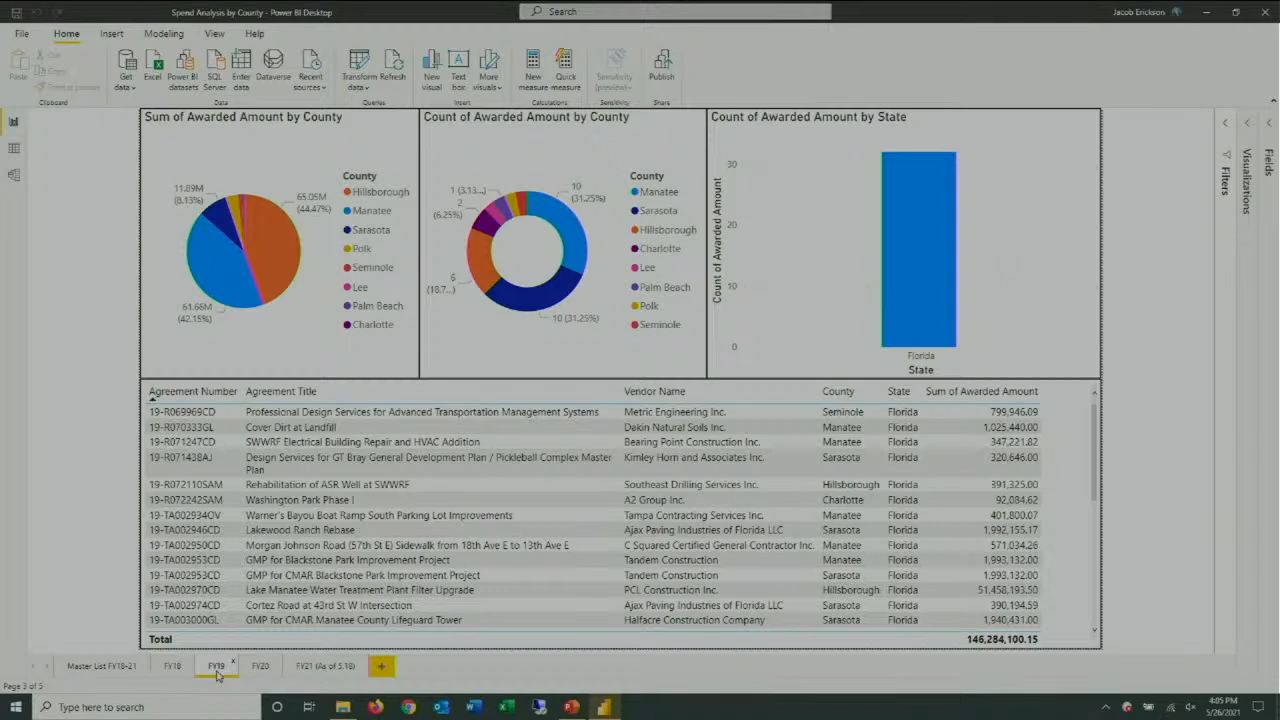 Spend Analysis by County - Power BI Desktop
Search
Jacob Erickson
File Home Insert Modeling View Help
Paste
Cut
Copy
Format painter
Get data
Excel
Power BI datasets
SQL Server
Enter data
Dataverse
Recent sources
Transform data
Refresh
New visual
Text box
More visuals
New measure
Quick measure
Sensitivity (preview)
Publish
Clipboard Data Queries Insert Calculations Sensitivity Share
Sum of Awarded Amount by County
11.89M
(8.13%)
65.05M
(44.47%)
61.66M
(42.15%)
County
Hillsborough
Manatee
Sarasota
Polk
Seminole
Lee
Palm Beach
Charlotte
Count of Awarded Amount by County
1 (3.13...)
2
(6.25%)
6
(18.7...)
10
(31.25%)
10 (31.25%)
County
Manatee
Sarasota
Hillsborough
Charlotte
Lee
Palm Beach
Polk
Seminole
Count of Awarded Amount by State
Count of Awarded Amount
30
20
10
0
Florida
State
Filters
Visualizations
Fields
Agreement Number Agreement Title Vendor Name County State Sum of Awarded Amount
19-R069969CD Professional Design Services for Advanced Transportation Management Systems Metric Engineering Inc. Seminole Florida 799,946.09
19-R070333GL Cover Dirt at Landfill Dakin Natural Soils Inc. Manatee Florida 1,025,440.00
19-R071247CD SWWRF Electrical Building Repair and HVAC Addition Bearing Point Construction Inc. Manatee Florida 347,221.82
19-R071438AJ Design Services for GT Bray General Development Plan / Pickleball Complex Master Kimley Horn and Associates Inc. Sarasota Florida 320,646.00
Plan
19-R072110SAM Rehabilitation of ASR Well at SWWRF Southeast Drilling Services Inc. Hillsborough Florida 391,325.00
19-R072242SAM Washington Park Phase I A2 Group Inc. Charlotte Florida 92,084.62
19-TA002934OV Warner's Bayou Boat Ramp South Parking Lot Improvements Tampa Contracting Services Inc. Manatee Florida 401,800.07
19-TA002946CD Lakewood Ranch Rebase Ajax Paving Industries of Florida LLC Sarasota Florida 1,992,155.17
19-TA002950CD Morgan Johnson Road (57th St E) Sidewalk from 18th Ave E to 13th Ave E C Squared Certified General Contractor Inc. Manatee Florida 571,034.26
19-TA002953CD GMP for Blackstone Park Improvement Project Tandem Construction Manatee Florida 1,993,132.00
19-TA002953CD GMP for CMAR Blackstone Park Improvement Project Tandem Construction Sarasota Florida 1,993,132.00
19-TA002970CD Lake Manatee Water Treatment Plant Filter Upgrade PCL Construction Inc. Hillsborough Florida 51,458,193.50
19-TA002974CD Cortez Road at 43rd St W Intersection Ajax Paving Industries of Florida LLC Sarasota Florida 390,194.59
19-TA003000GL GMP for CMAR Manatee County Lifeguard Tower Halfacre Construction Company Sarasota Florida 1,940,431.00
Total 146,284,100.15
Master List FY18-21 FY18 FY19 x FY20 FY21 (As of 5.18) +
Page 3 of 5
Type here to search
4:05 PM
5/26/2021